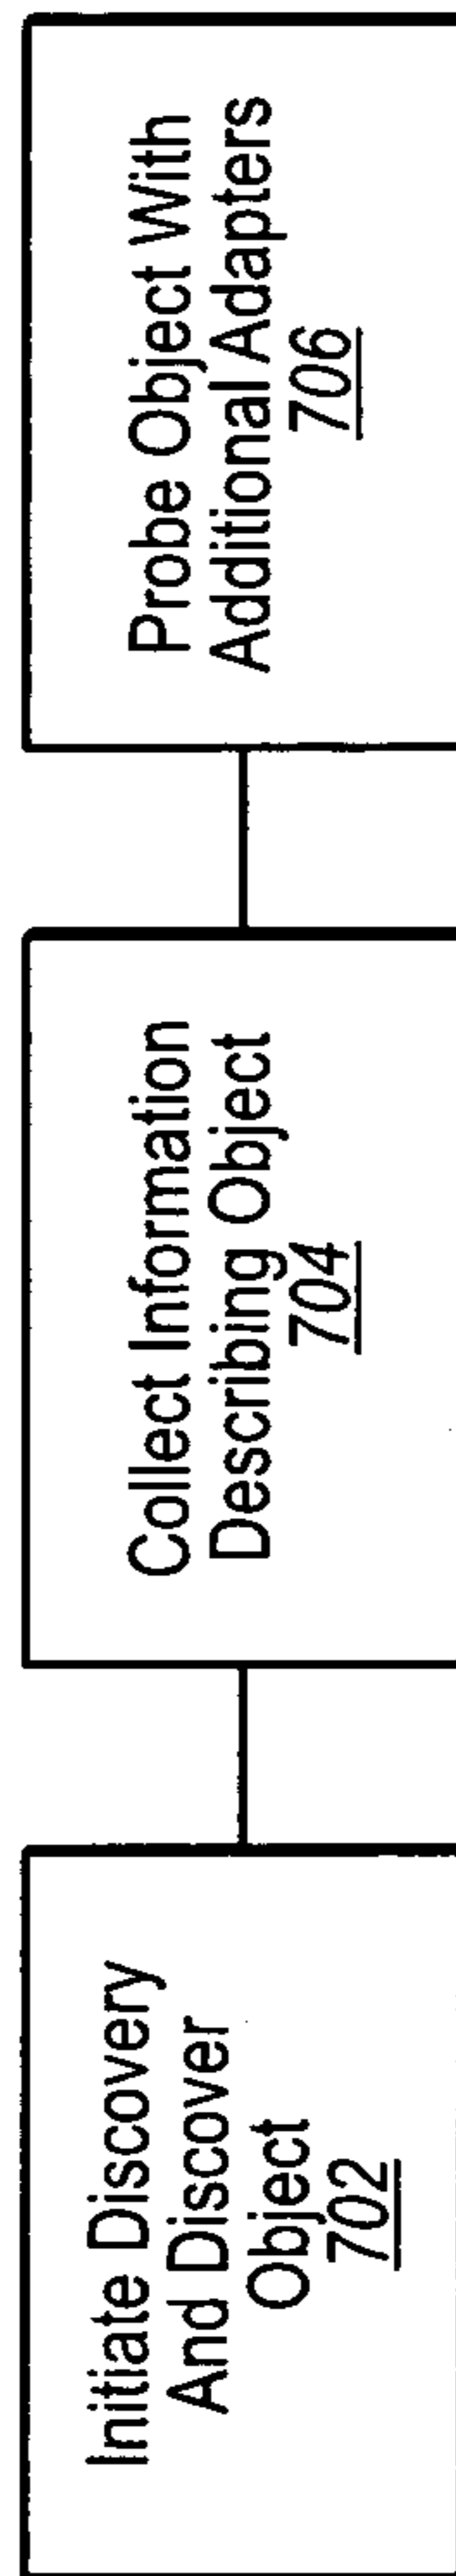 Initiate Discovery
And Discover
Object
702
Collect Information
Describing Object
704
Probe Object With
Additional Adapters
706